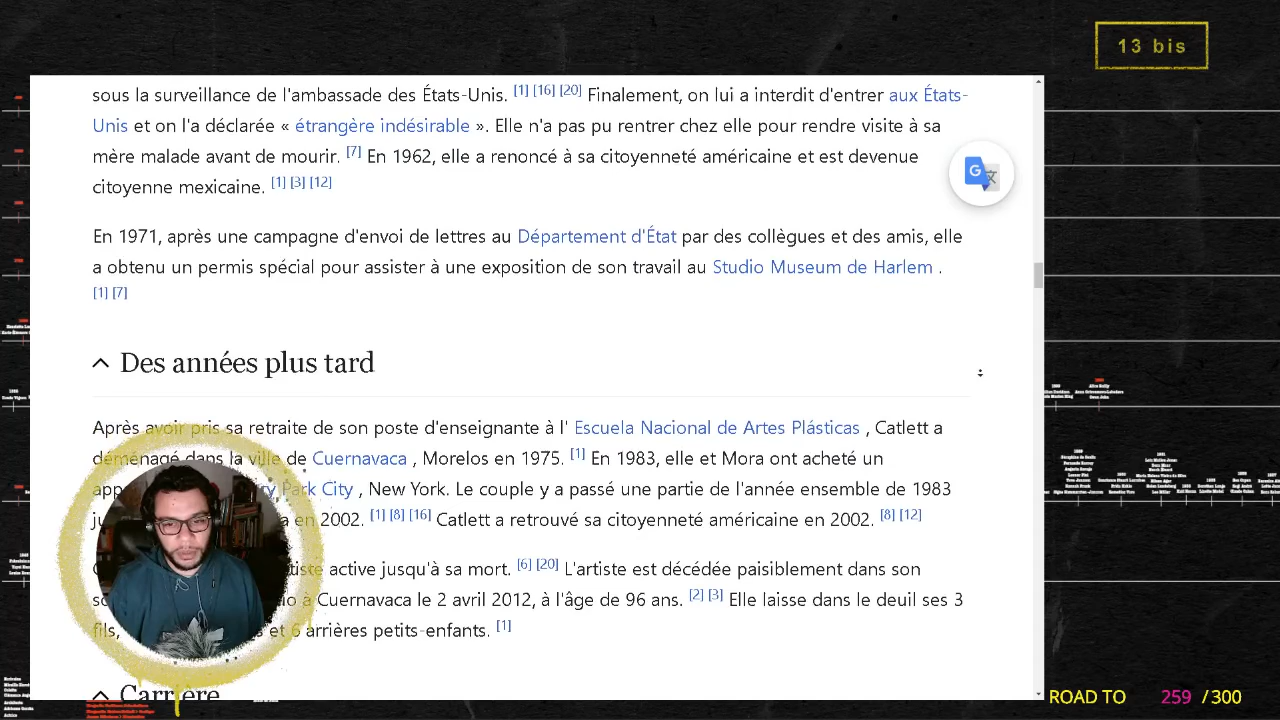 13 bis
sous la surveillance de l'ambassade des États-Unis. [1] [16] [20] Finalement, on lui a interdit d'entrer aux États-
Unis et on l'a déclarée « étrangère indésirable ». Elle n'a pas pu rentrer chez elle pour rendre visite à sa
mère malade avant de mourir. [7] En 1962, elle a renoncé à sa citoyenneté américaine et est devenue
citoyenne mexicaine. [1] [3] [12]
En 1971, après une campagne d'envoi de lettres au Département d'État par des collègues et des amis, elle
a obtenu un permis spécial pour assister à une exposition de son travail au Studio Museum de Harlem .
[1] [7]
Des années plus tard
Après avoir pris sa retraite de son poste d'enseignante à l' Escuela Nacional de Artes Plásticas , Catlett a
déménagé dans la ville de Cuernavaca , Morelos en 1975. [1] En 1983, elle et Mora ont acheté un
Park City , New York. Le couple y a passé une partie de l'année ensemble de 1983
en 2002. [1] [8] [16] Catlett a retrouvé sa citoyenneté américaine en 2002. [8] [12]
active jusqu'à sa mort. [6] [20] L'artiste est décédée paisiblement dans son
à Cuernavaca le 2 avril 2012, à l'âge de 96 ans. [2] [3] Elle laisse dans le deuil ses 3
fils, et 6 arrières petits-enfants. [1]
Carrière
ROAD TO 259 / 300